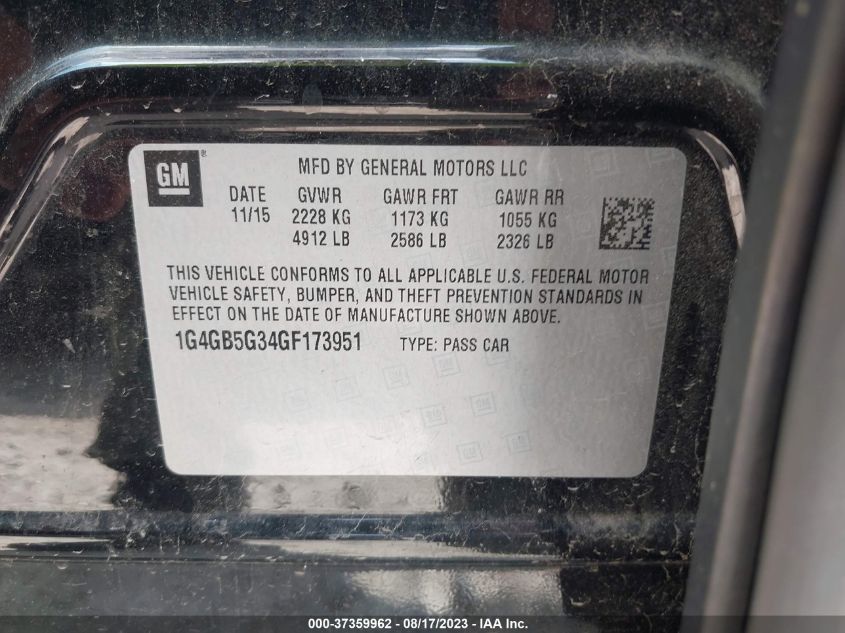 GM ®
MFD BY GENERAL MOTORS LLC
DATE GVWR GAWR FRT GAWR RR
11/15 2228 KG 1173 KG 1055 KG
4912 LB 2586 LB 2326 LB
THIS VEHICLE CONFORMS TO ALL APPLICABLE U.S. FEDERAL MOTOR
VEHICLE SAFETY, BUMPER, AND THEFT PREVENTION STANDARDS IN
EFFECT ON THE DATE OF MANUFACTURE SHOWN ABOVE.
1G4GB5G34GF173951 TYPE: PASS CAR
000-37359962 - 08/17/2023 - IAA Inc.